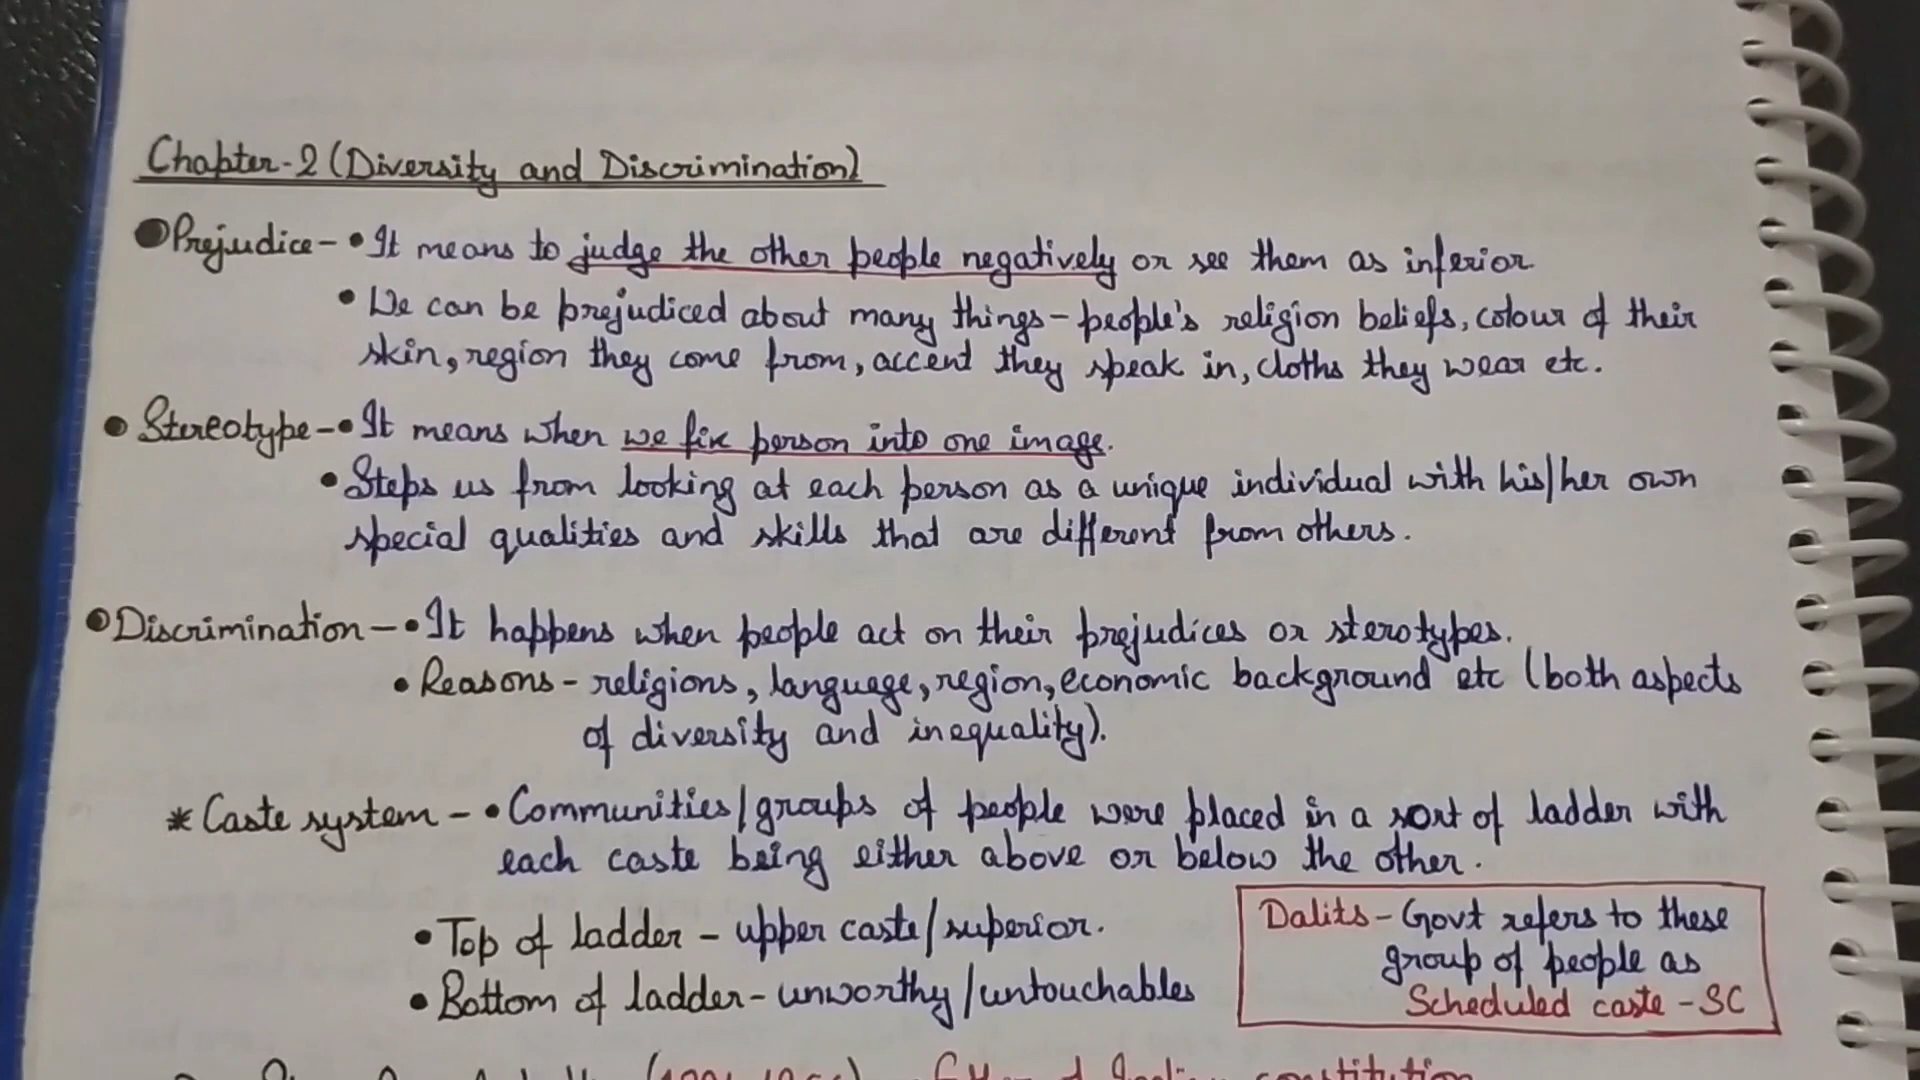 Chapter-2 (Diversity and Discrimination)
● Prejudice - • It means to judge the other people negatively or see them as inferior.
• We can be prejudiced about many things - people's religion beliefs, colour of their
skin, region they come from, accent they speak in, cloths they wear etc.
● Stereotype - • It means when we fix person into one image.
• Stops us from looking at each person as a unique individual with his/her own
special qualities and skills that are different from others.
● Discrimination - • It happens when people act on their prejudices or sterotypes.
• Reasons - religions, language, region, economic background etc (both aspects
of diversity and inequality).
* Caste system - • Communities/groups of people were placed in a sort of ladder with
each caste being either above or below the other.
• Top of ladder - upper caste/superior.
• Bottom of ladder - unworthy/untouchables
Dalits - Govt refers to these
group of people as
Scheduled caste - SC
constitution